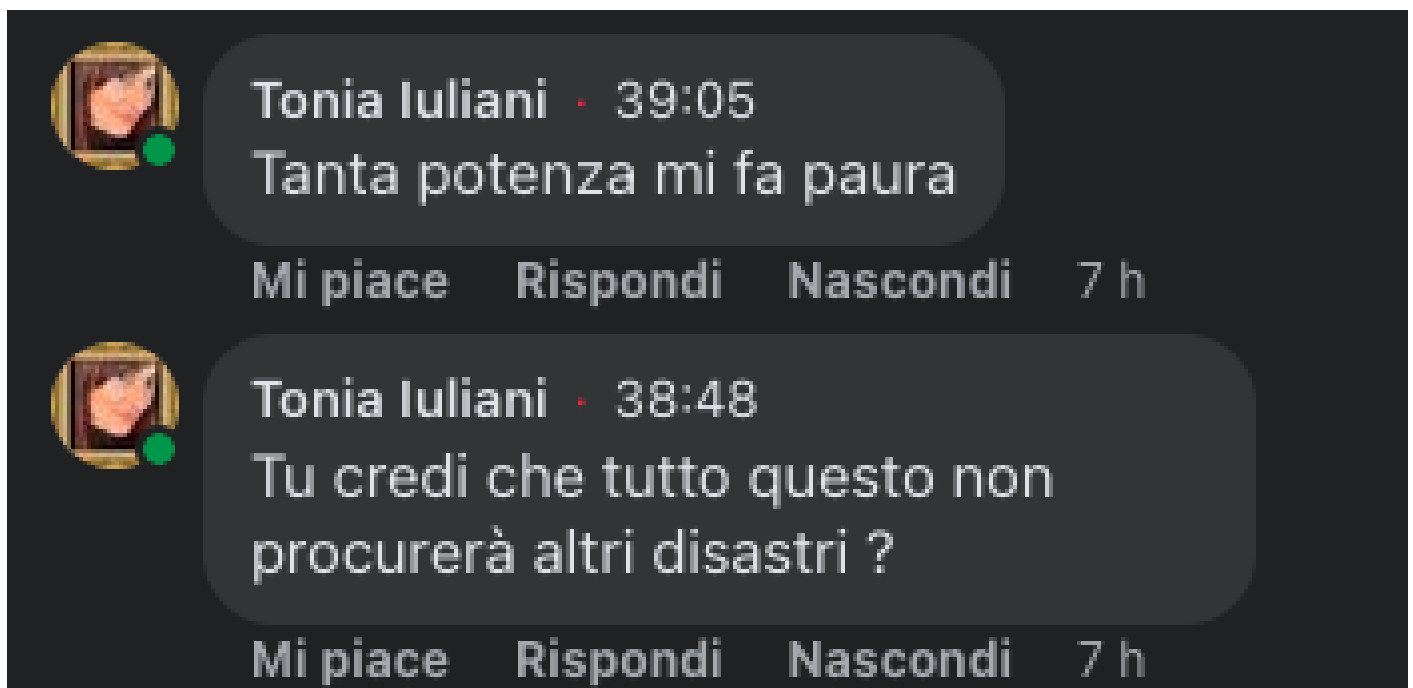 Tonia Iuliani · 39:05
Tanta potenza mi fa paura
Mi piace Rispondi Nascondi 7 h
Tonia Iuliani · 38:48
Tu credi che tutto questo non
procurerà altri disastri ?
Mi piace Rispondi Nascondi 7 h